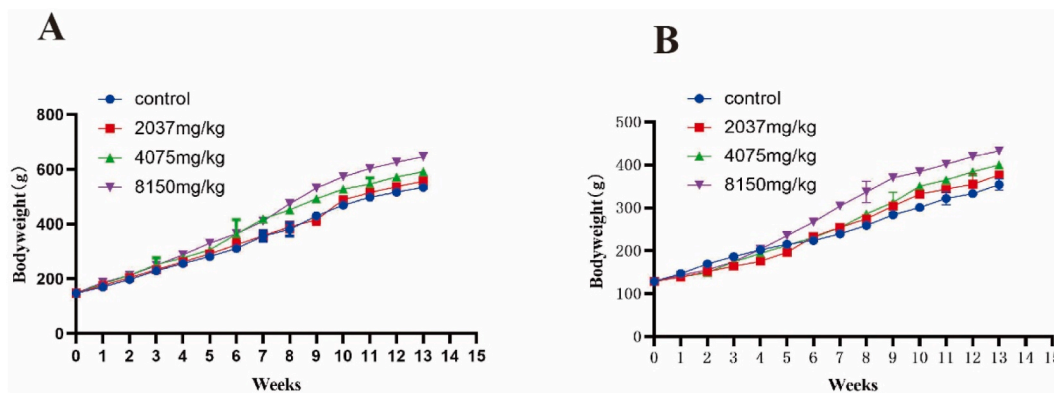 A
control
2037mg/kg
4075mg/kg
8150mg/kg
800
600
400
200
0
Bodyweight(g)
0 1 2 3 4 5 6 7 8 9 10 11 12 13 14 15
Weeks
B
control
2037mg/kg
4075mg/kg
8150mg/kg
500
400
300
200
100
0
Bodyweight(g)
0 1 2 3 4 5 6 7 8 9 10 11 12 13 14 15
Weeks